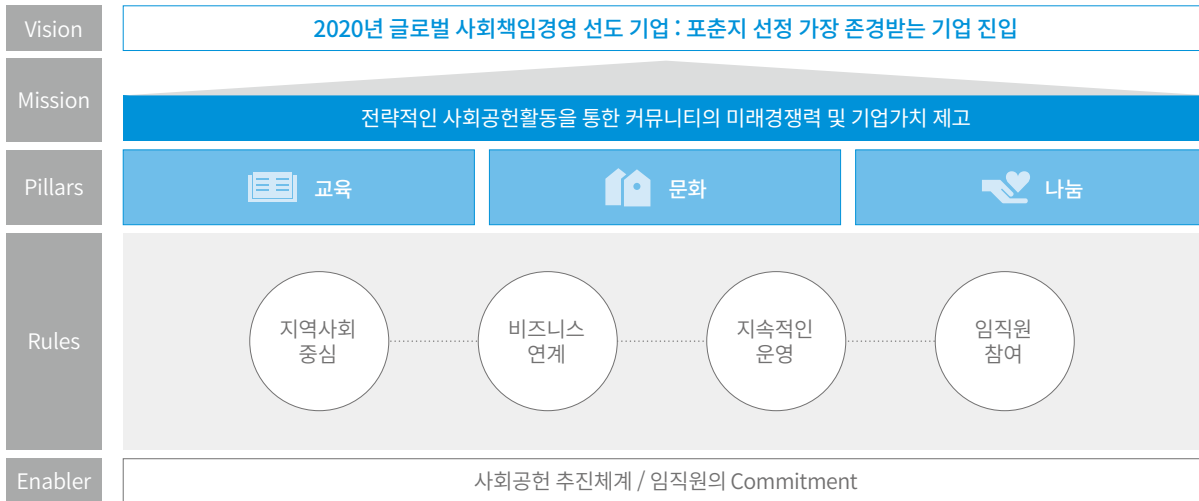 Vision
2020년 글로벌 사회책임경영 선도 기업 : 포춘지 선정 가장 존경받는 기업 진입
Mission
전략적인 사회공헌활동을 통한 커뮤니티의 미래경쟁력 및 기업가치 제고
Pillars
교육
문화
나눔
Rules
지역사회
중심
비즈니스
연계
지속적인
운영
임직원
참여
Enabler
사회공헌 추진체계 / 임직원의 Commitment